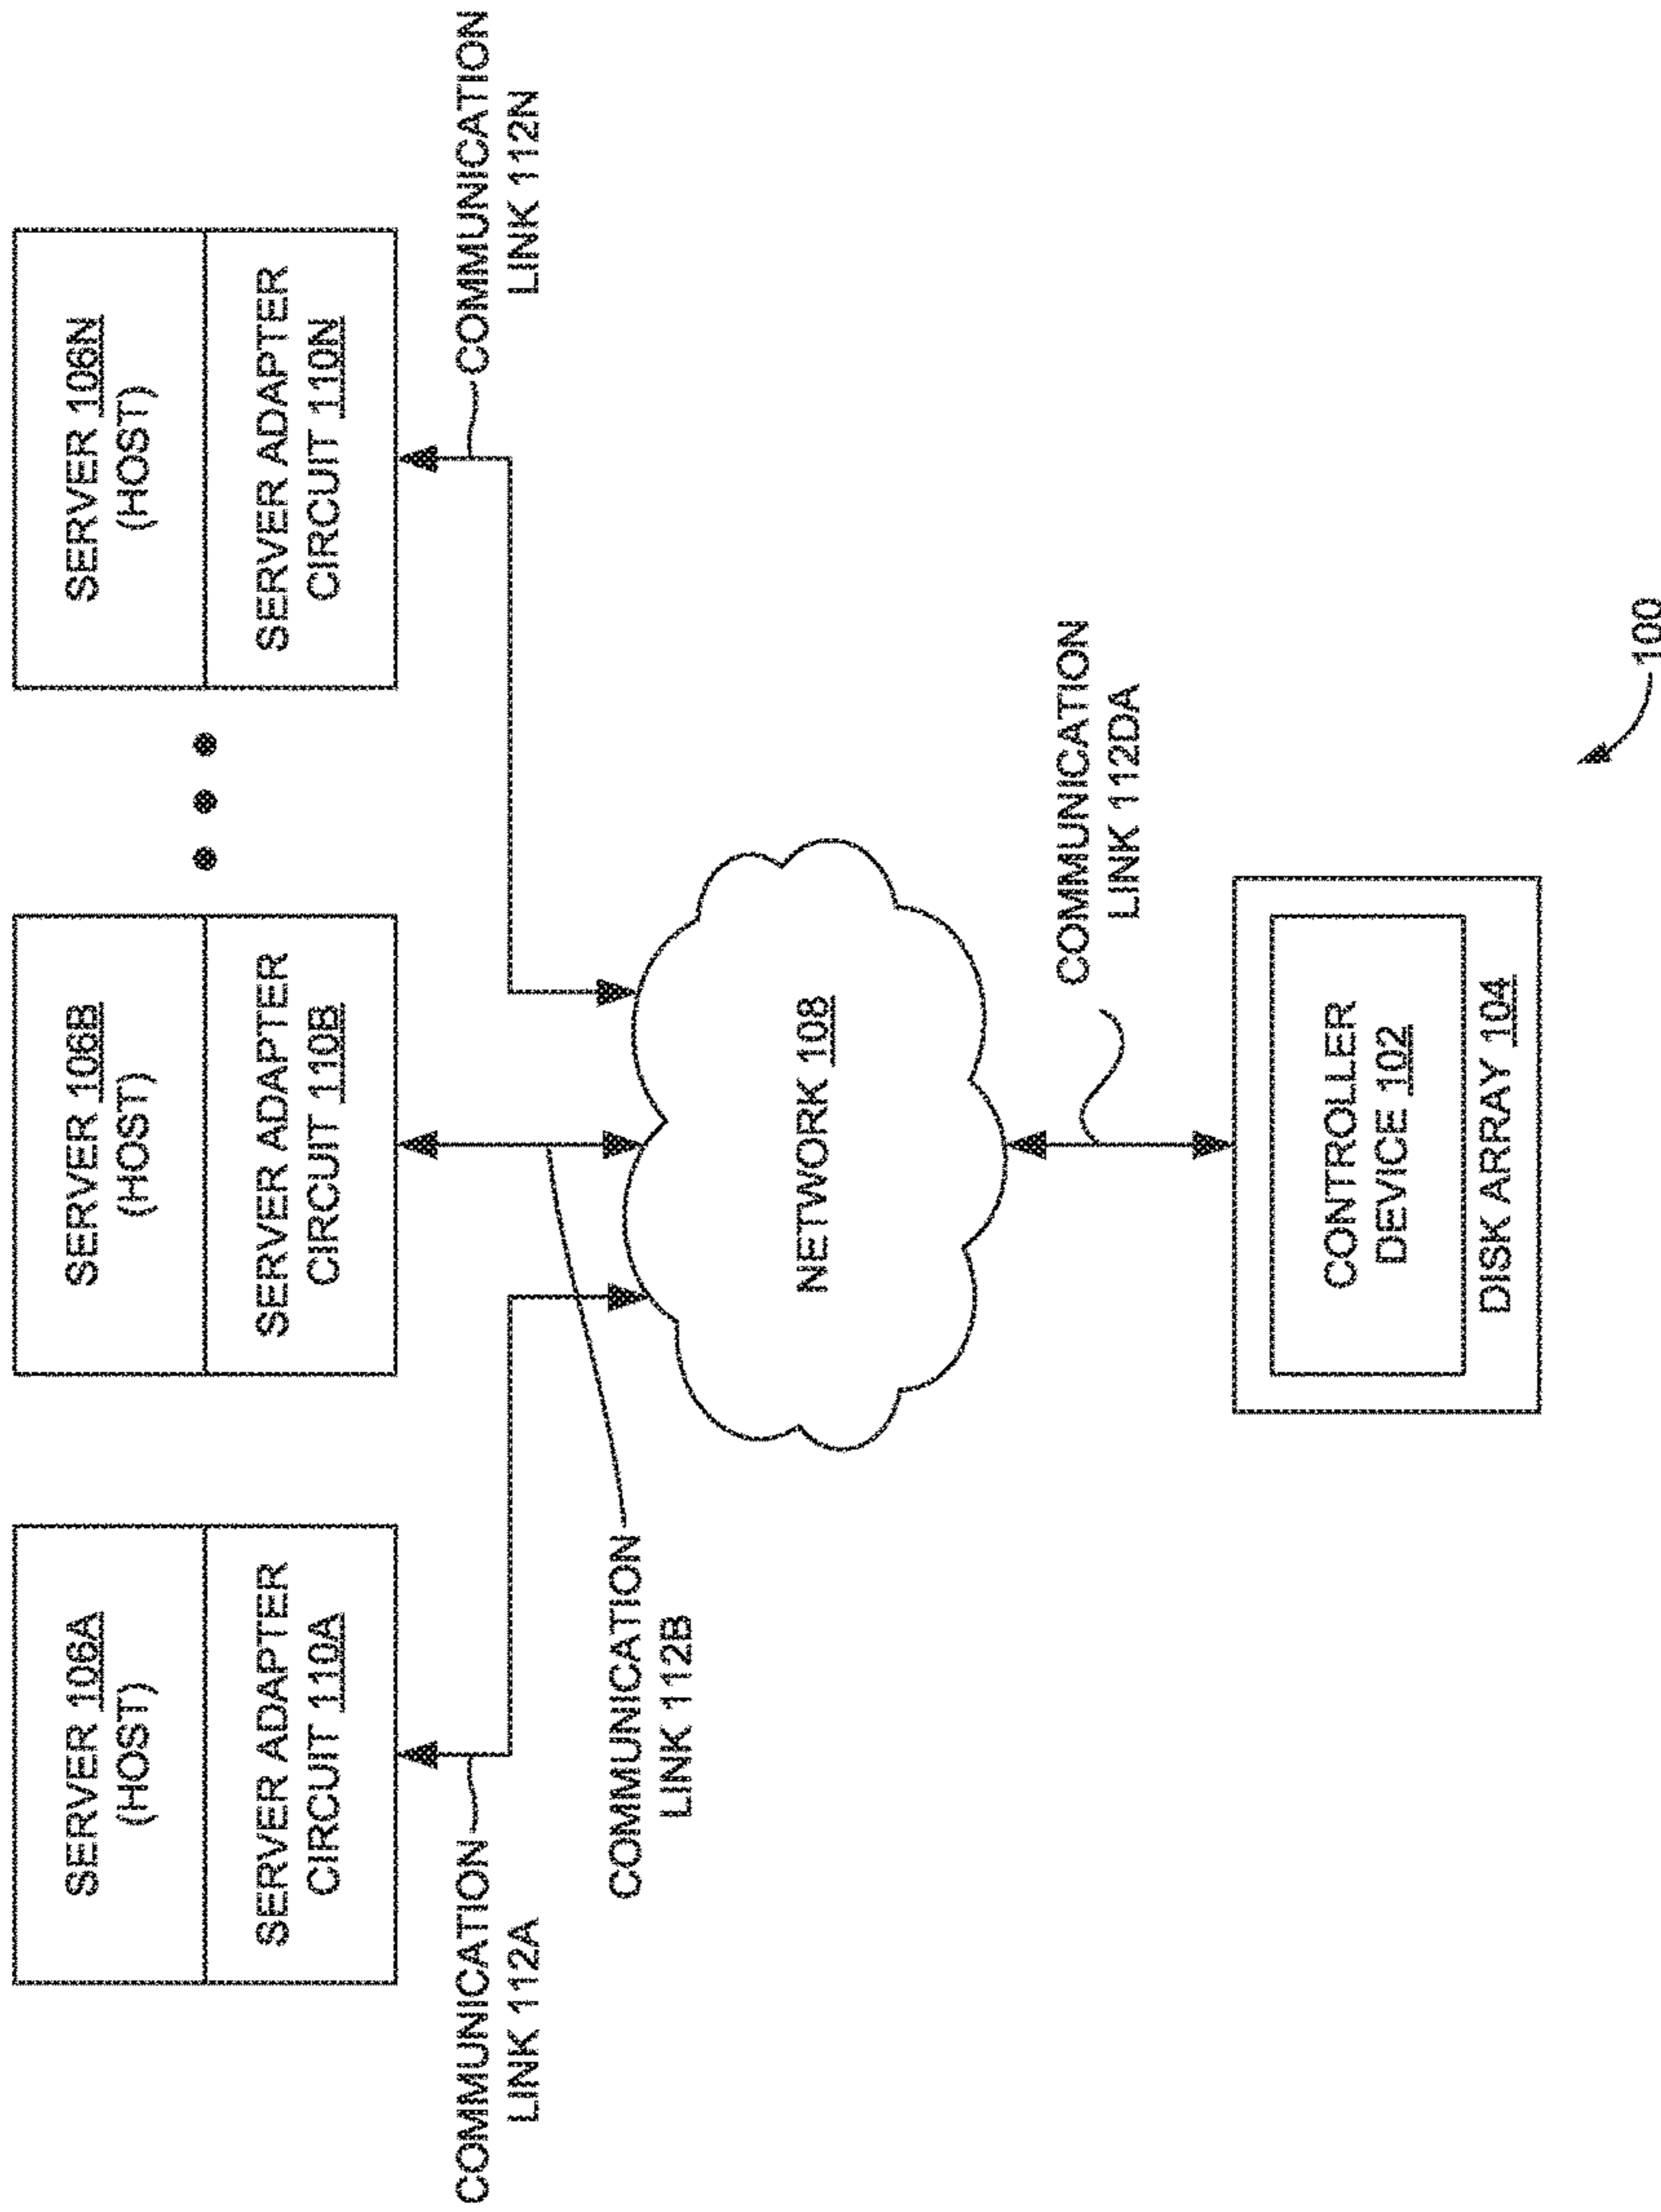 SERVER 106A
(HOST)
SERVER ADAPTER
CIRCUIT 110A
SERVER 106B
(HOST)
SERVER ADAPTER
CIRCUIT 110B
SERVER 106N
(HOST)
SERVER ADAPTER
CIRCUIT 110N
COMMUNICATION
LINK 112A
COMMUNICATION
LINK 112B
COMMUNICATION
LINK 112N
NETWORK 108
COMMUNICATION
LINK 112DA
CONTROLLER
DEVICE 102
DISK ARRAY 104
100